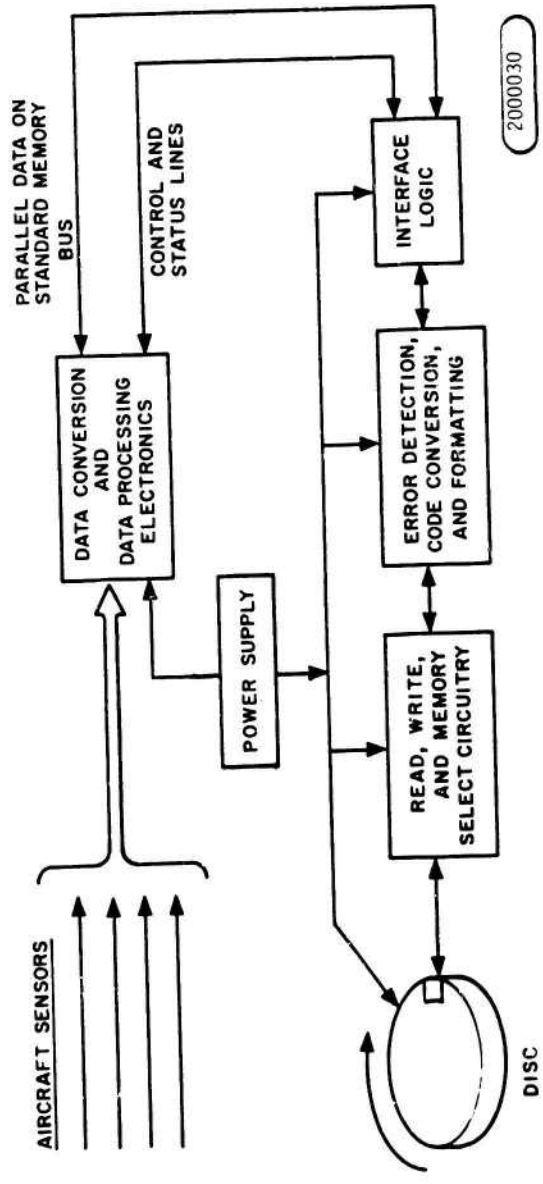 AIRCRAFT SENSORS
DATA CONVERSION
AND
DATA PROCESSING
ELECTRONICS
PARALLEL DATA ON
STANDARD MEMORY
BUS
CONTROL AND
STATUS LINES
POWER SUPPLY
DISC
READ, WRITE,
AND MEMORY
SELECT CIRCUITRY
ERROR DETECTION,
CODE CONVERSION,
AND FORMATTING
INTERFACE
LOGIC
2000030